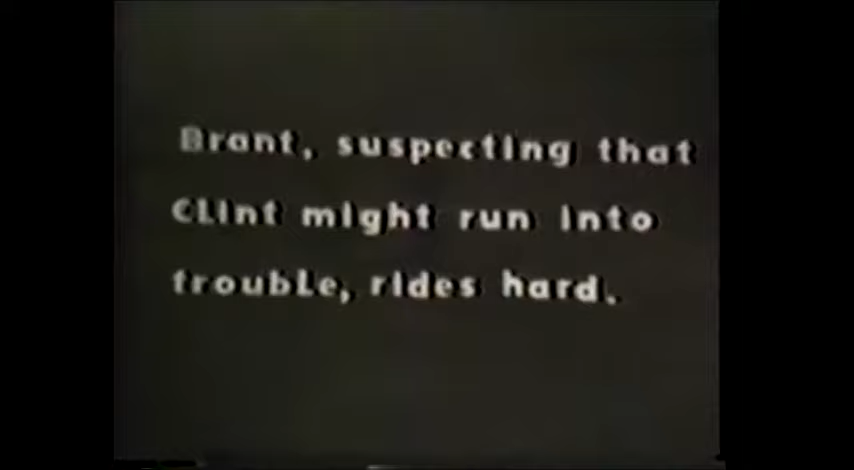 Brant, suspecting that
Clint might run into
trouble, rides hard.